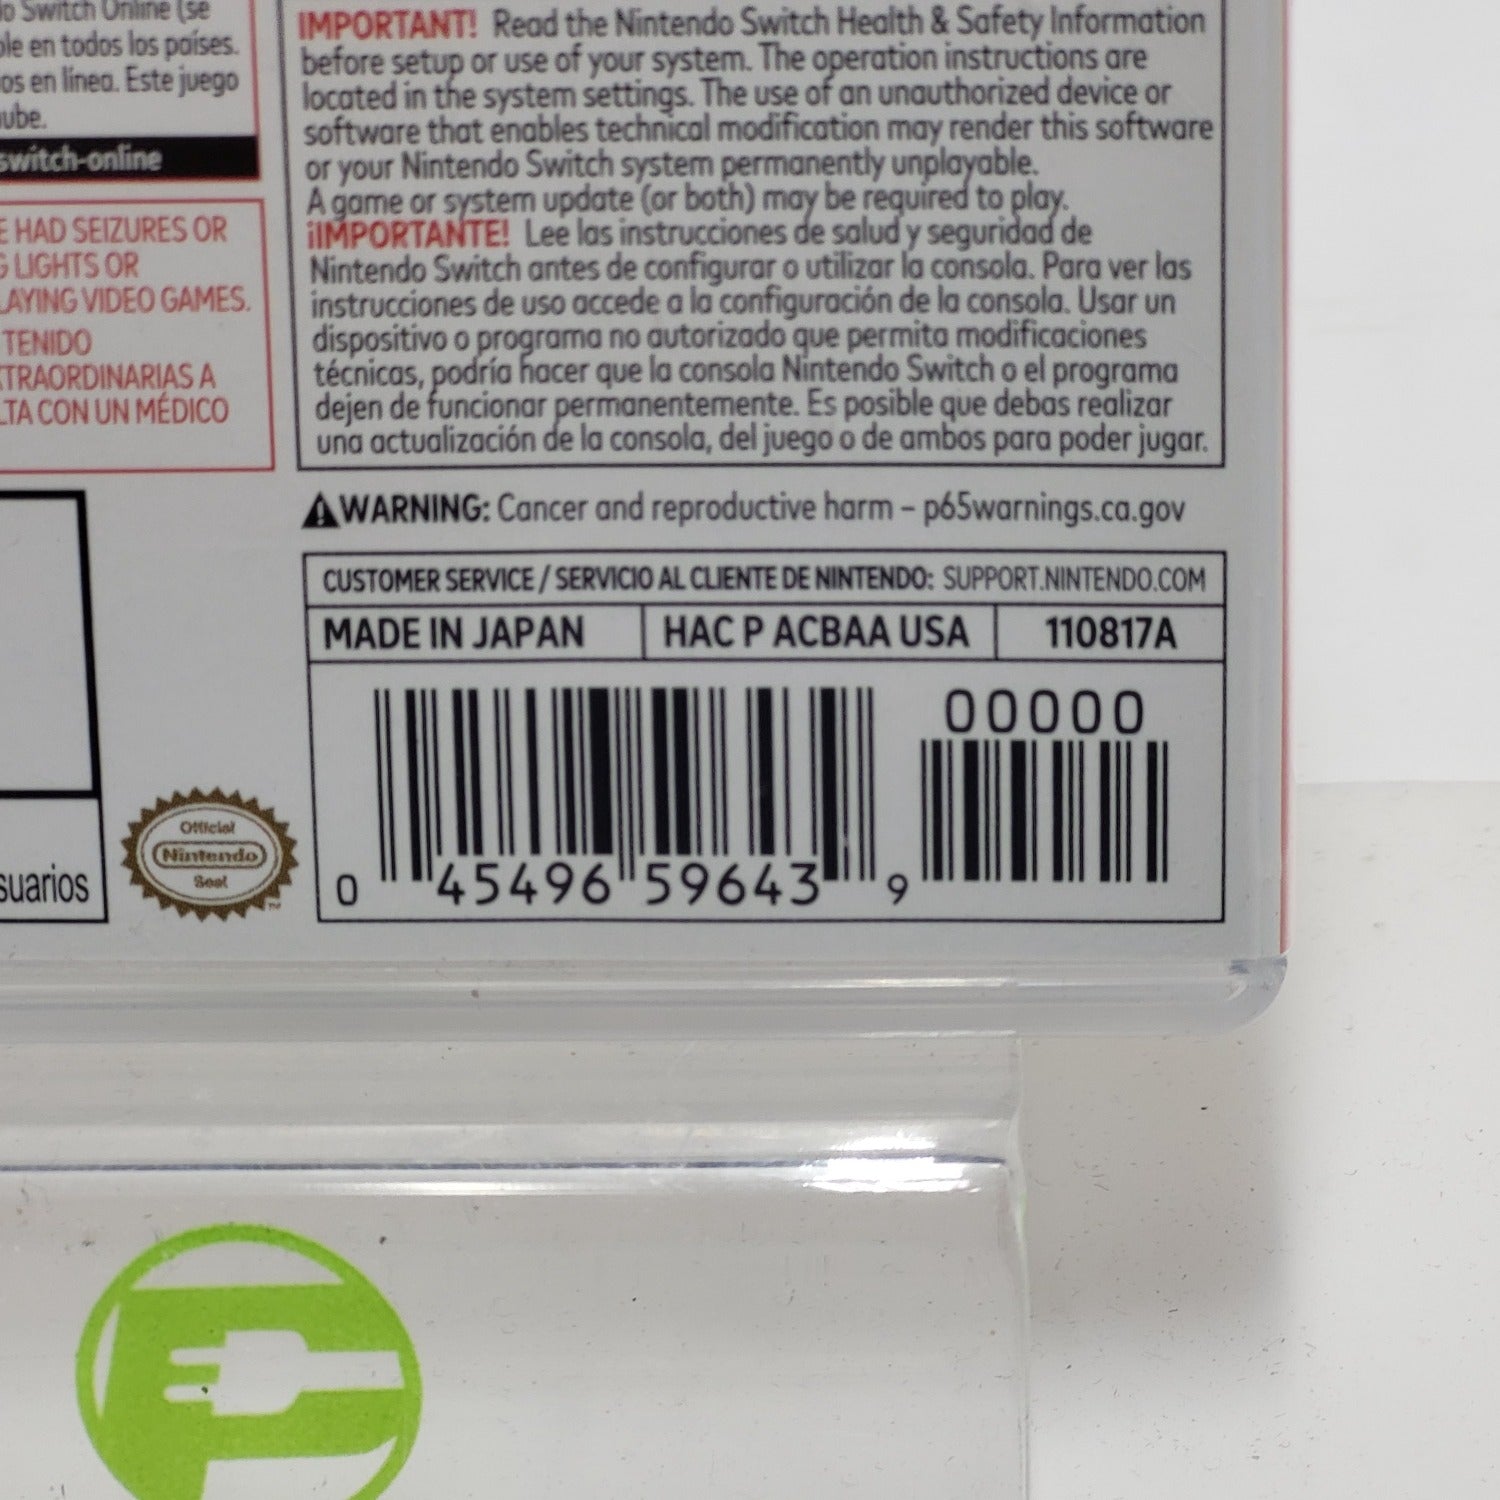 o Switch Online (se
ble en todos los países.
os en línea. Este juego
ube.
switch-online
E HAD SEIZURES OR
G LIGHTS OR
LAYING VIDEO GAMES.
TENIDO
XTRAORDINARIAS A
LTA CON UN MÉDICO
IMPORTANT! Read the Nintendo Switch Health & Safety Information
before setup or use of your system. The operation instructions are
located in the system settings. The use of an unauthorized device or
software that enables technical modification may render this software
or your Nintendo Switch system permanently unplayable.
A game or system update (or both) may be required to play.
¡IMPORTANTE! Lee las instrucciones de salud y seguridad de
Nintendo Switch antes de configurar o utilizar la consola. Para ver las
instrucciones de uso accede a la configuración de la consola. Usar un
dispositivo o programa no autorizado que permita modificaciones
técnicas, podría hacer que la consola Nintendo Switch o el programa
dejen de funcionar permanentemente. Es posible que debas realizar
una actualización de la consola, del juego o de ambos para poder jugar.
WARNING: Cancer and reproductive harm – p65warnings.ca.gov
CUSTOMER SERVICE / SERVICIO AL CLIENTE DE NINTENDO: SUPPORT.NINTENDO.COM
MADE IN JAPAN HAC P ACBAA USA 110817A
00000
0 45496 59643 9
suarios
Official
Nintendo
Seal
TM